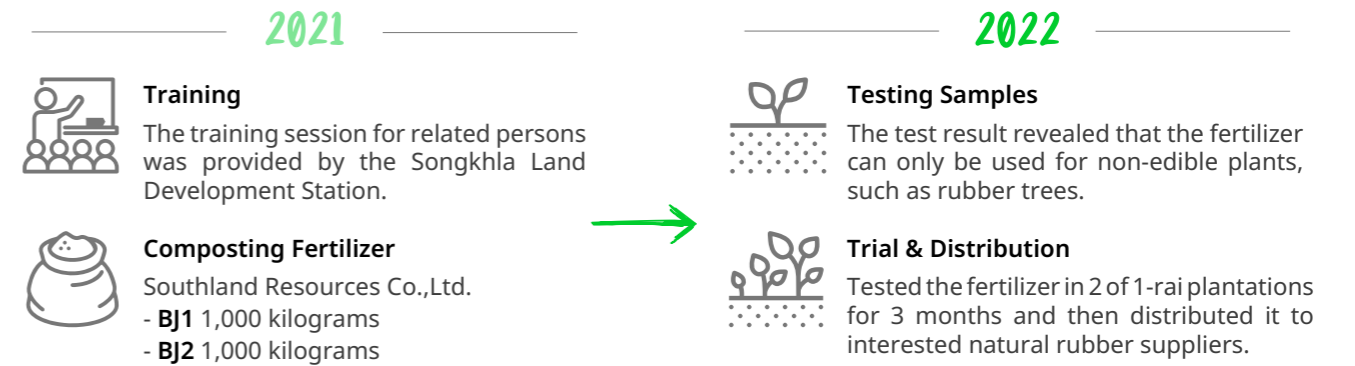 2021
Training
The training session for related persons
was provided by the Songkhla Land
Development Station.
Composting Fertilizer
Southland Resources Co.,Ltd.
- BJ1 1,000 kilograms
- BJ2 1,000 kilograms
2022
Testing Samples
The test result revealed that the fertilizer
can only be used for non-edible plants,
such as rubber trees.
Trial & Distribution
Tested the fertilizer in 2 of 1-rai plantations
for 3 months and then distributed it to
interested natural rubber suppliers.